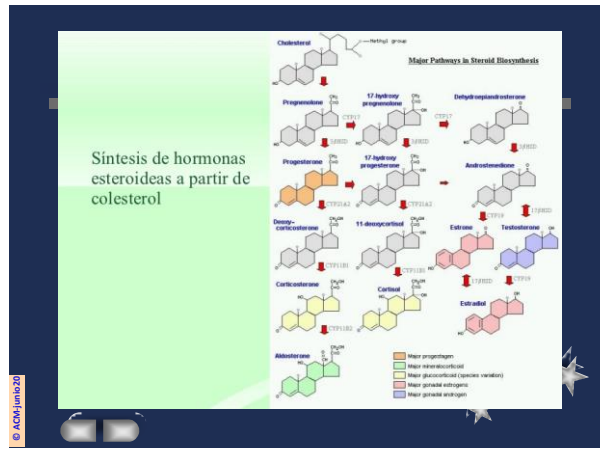 Cholesterol
Methyl group
Major Pathways in Steroid Biosynthesis
Pregnenolone
17-hydroxy
pregnenolone
Dehydroepiandrosterone
CYP17
CYP17
3βHSD
3βHSD
3βHSD
Síntesis de hormonas
esteroideas a partir de
colesterol
Progesterone
17-hydroxy
progesterone
Androstenedione
CYP21A2
CYP21A2
CYP19
17βHSD
Deoxy-
corticosterone
11-deoxycortisol
Estrone
Testosterone
CYP11B1
CYP11B1
17βHSD
CYP19
Corticosterone
Cortisol
Estradiol
CYP11B2
Aldosterone
Major progestagen
Major mineralocorticoid
Major glucocorticoid (species variation)
Major gonadal estrogens
Major gonadal androgen
© ACM-junio20